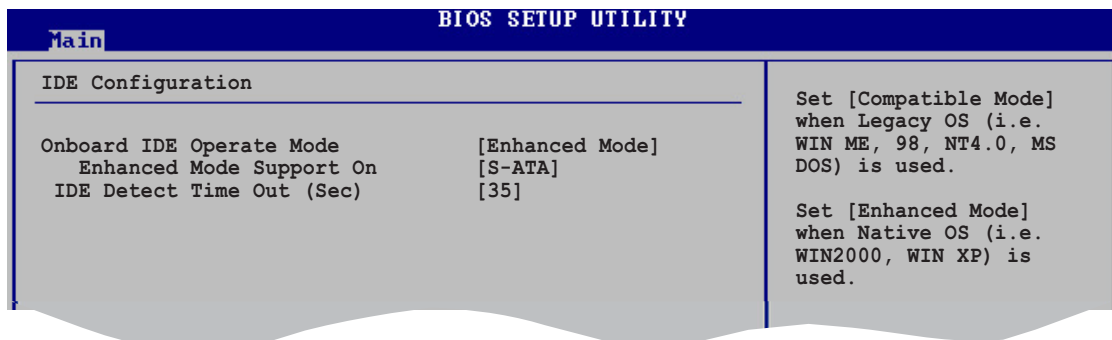 BIOS SETUP UTILITY
Main
IDE Configuration
Onboard IDE Operate Mode [Enhanced Mode]
Enhanced Mode Support On [S-ATA]
IDE Detect Time Out (Sec) [35]
Set [Compatible Mode]
when Legacy OS (i.e.
WIN ME, 98, NT4.0, MS
DOS) is used.
Set [Enhanced Mode]
when Native OS (i.e.
WIN2000, WIN XP) is
used.